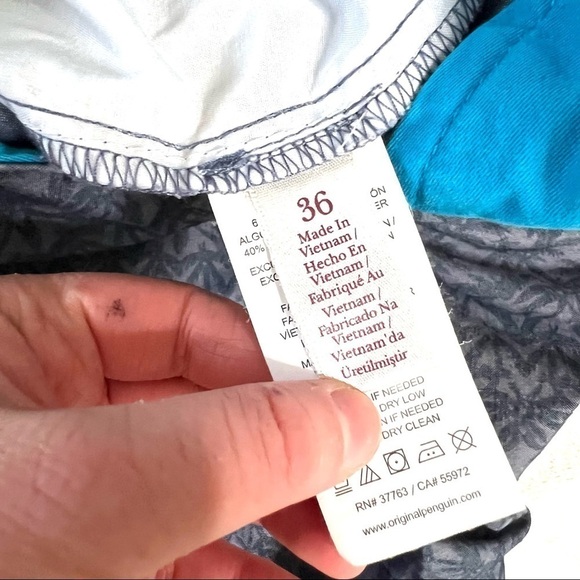 36
Made In
Vietnam /
Hecho En
Vietnam /
Fabriqué Au
Vietnam /
Fabricado Na
Vietnam /
Vietnam'da
Üretilmiştir
40%
IF NEEDED
DRY LOW
IF NEEDED
DRY CLEAN
RN# 37763 / CA# 55972
www.originalpenguin.com